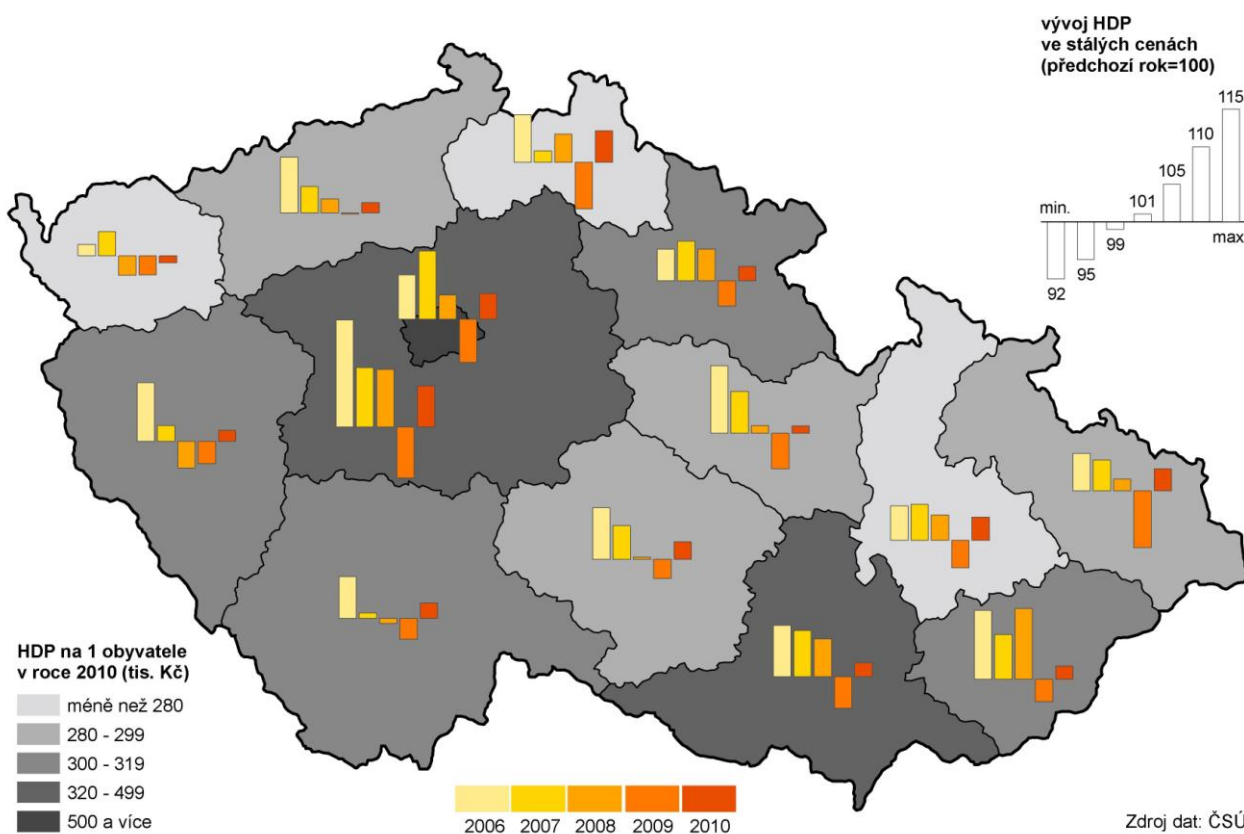 vývoj HDP
ve stálých cenách
(předchozí rok=100)
115
110
105
101
min.
max
99
95
92
HDP na 1 obyvatele
v roce 2010 (tis. Kč)
méně než 280
280 - 299
300 - 319
320 - 499
500 a více
2006 2007 2008 2009 2010
Zdroj dat: ČSÚ